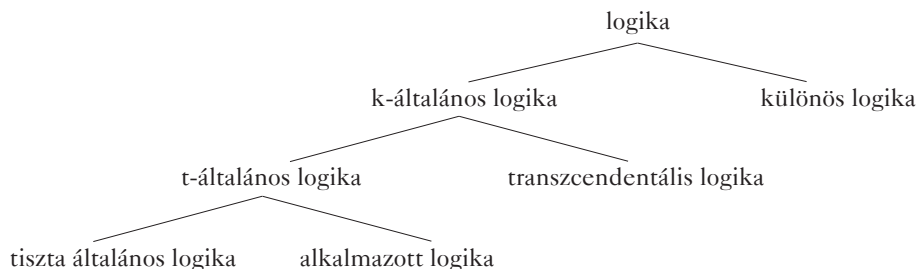 logika
k-általános logika
különös logika
t-általános logika
transzcendentális logika
tiszta általános logika
alkalmazott logika